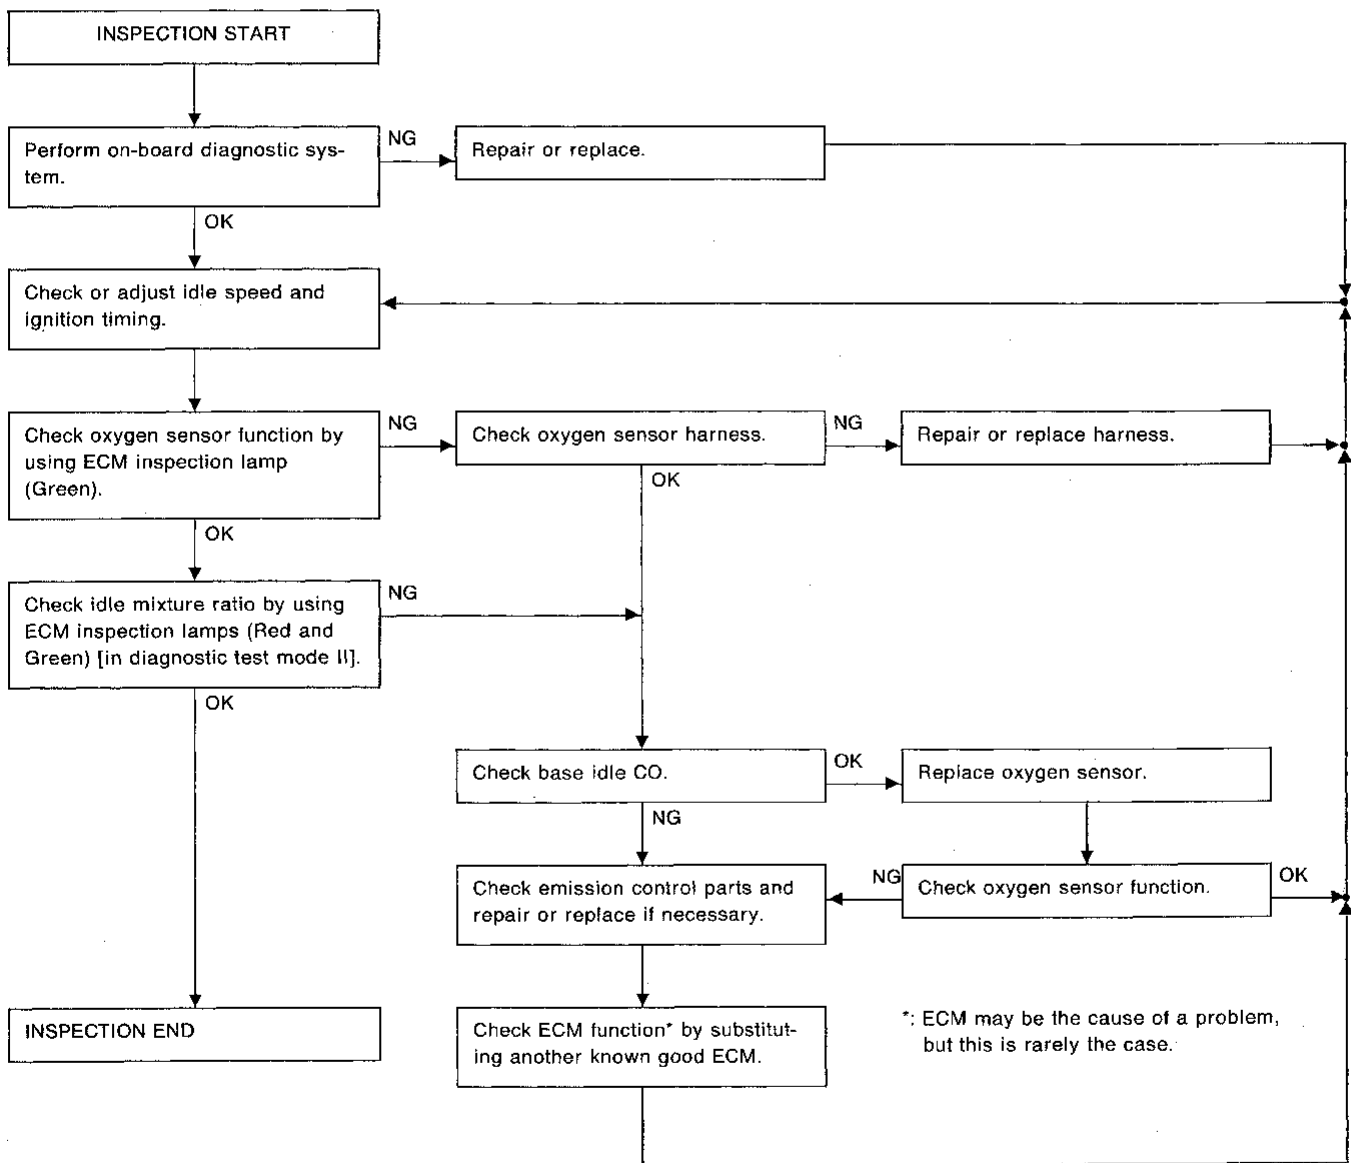 INSPECTION START
NG
Perform on-board diagnostic sys-
tem.
Repair or replace.
OK
Check or adjust idle speed and
ignition timing.
NG
Check oxygen sensor function by
using ECM inspection lamp
(Green).
Check oxygen sensor harness.
NG
Repair or replace harness.
OK
OK
NG
Check idle mixture ratio by using
ECM inspection lamps (Red and
Green) [in diagnostic test mode II].
OK
Check base idle CO.
OK
Replace oxygen sensor.
NG
Check emission control parts and
repair or replace if necessary.
NG
Check oxygen sensor function.
OK
INSPECTION END
Check ECM function* by substitut-
ing another known good ECM.
*: ECM may be the cause of a problem,
but this is rarely the case.